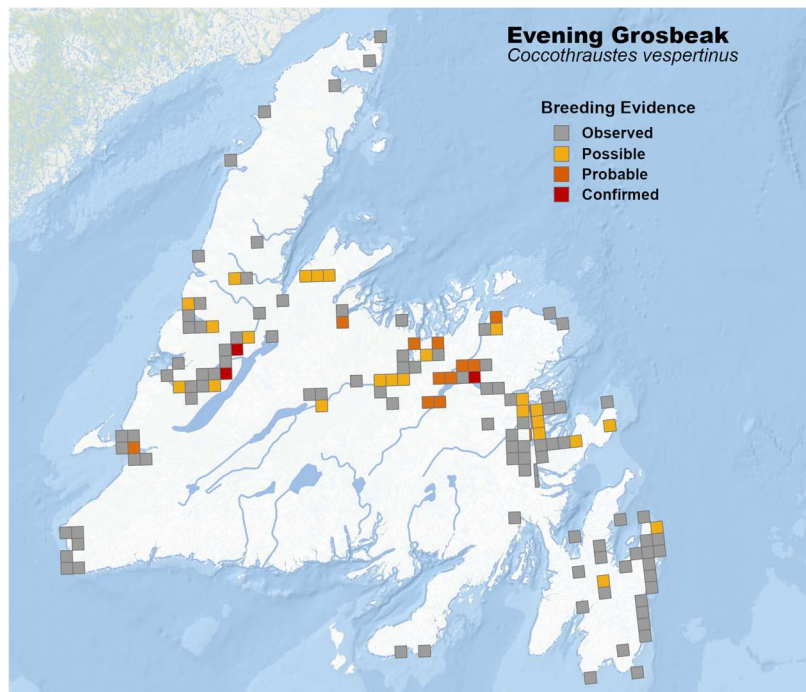 Evening Grosbeak
Coccothraustes vespertinus
Breeding Evidence
Observed
Possible
Probable
Confirmed